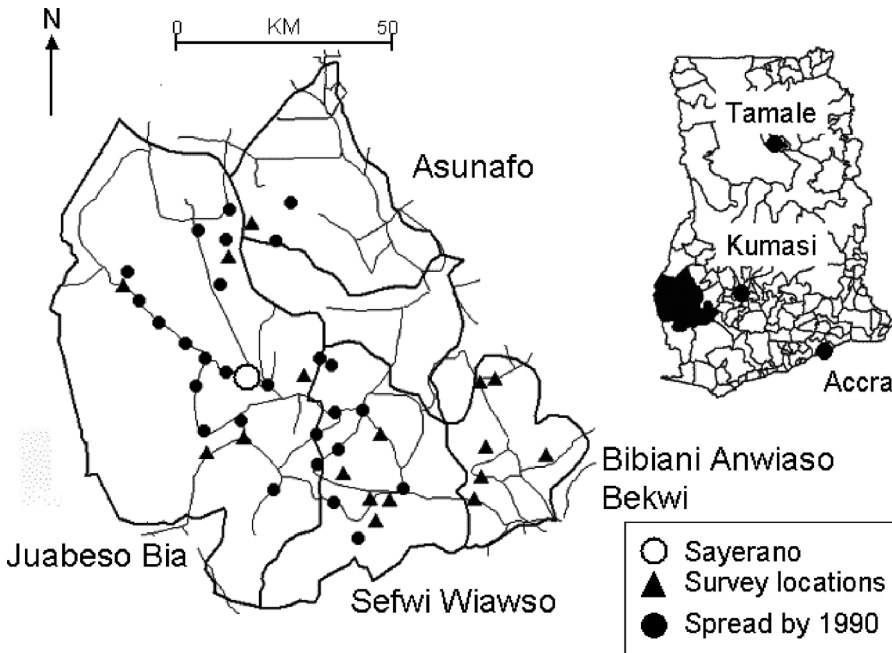 N
0 KM 50
Asunafo
Tamale
Kumasi
Accra
Bibiani Anwiaso
Bekwi
Juabeso Bia
Sefwi Wiawso
Sayerano
Survey locations
Spread by 1990